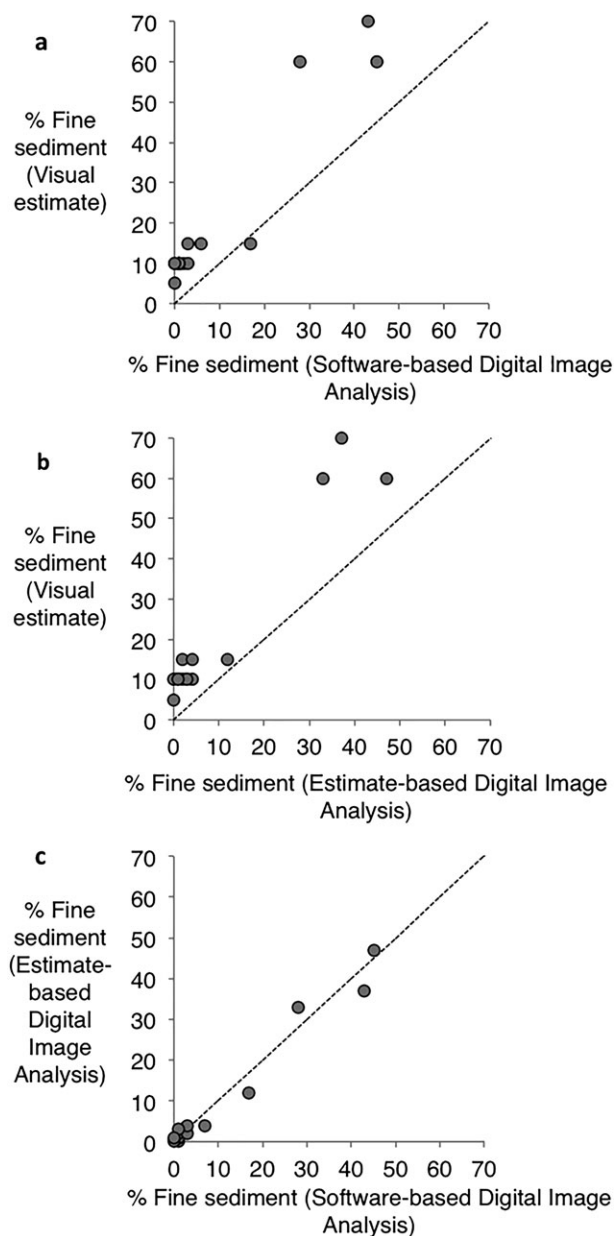 a
% Fine
sediment
(Visual
estimate)
70
60
50
40
30
20
10
0
0 10 20 30 40 50 60 70
% Fine sediment (Software-based Digital Image
Analysis)
b
% Fine
sediment
(Visual
estimate)
70
60
50
40
30
20
10
0
0 10 20 30 40 50 60 70
% Fine sediment (Estimate-based Digital Image
Analysis)
c
% Fine
sediment
(Estimate-
based
Digital
Image
Analysis)
70
60
50
40
30
20
10
0
0 10 20 30 40 50 60 70
% Fine sediment (Software-based Digital Image
Analysis)